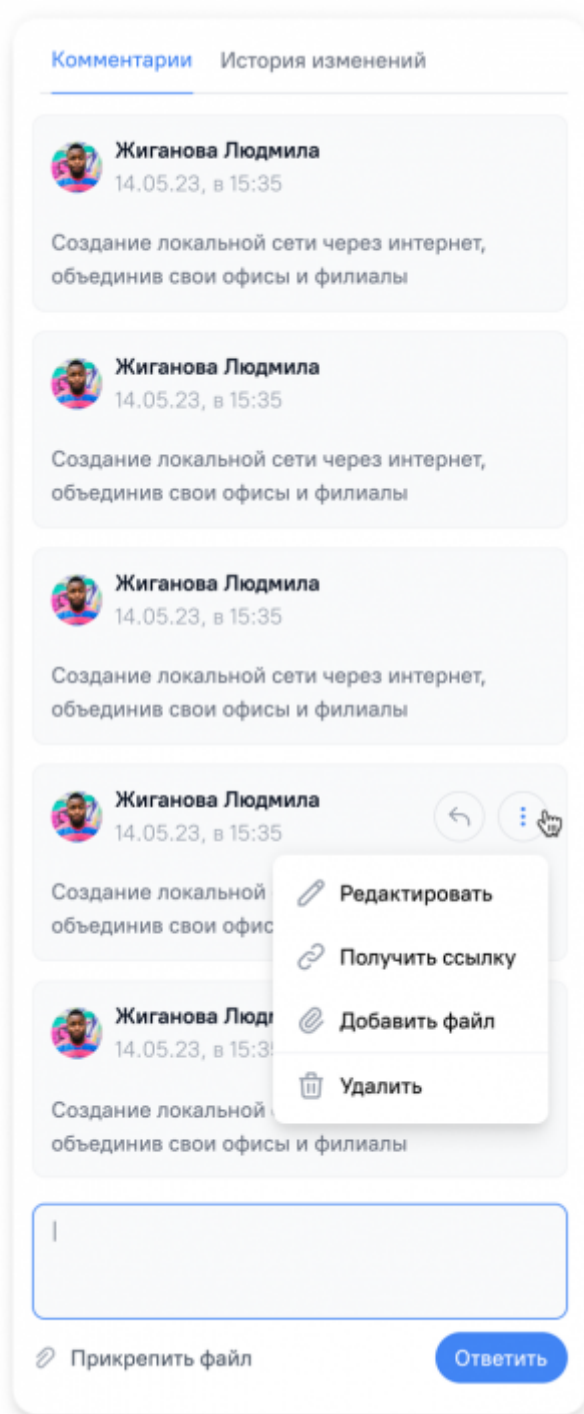 Комментарии История изменений
Жиганова Людмила
14.05.23, в 15:35
Создание локальной сети через интернет,
объединив свои офисы и филиалы
Жиганова Людмила
14.05.23, в 15:35
Создание локальной сети через интернет,
объединив свои офисы и филиалы
Жиганова Людмила
14.05.23, в 15:35
Создание локальной сети через интернет,
объединив свои офисы и филиалы
Жиганова Людмила
14.05.23, в 15:35
Создание локальной
объединив свои
Редактировать
Получить ссылку
Добавить файл
Удалить
Жиганова
14.05.23, в
Создание локальной
объединив свои офисы и филиалы
Прикрепить файл
Ответить